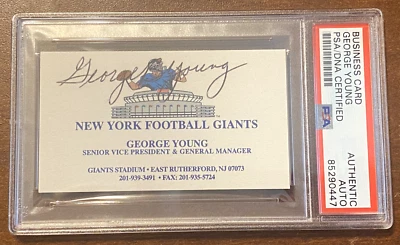 George Young
NEW YORK FOOTBALL GIANTS
GEORGE YOUNG
SENIOR VICE PRESIDENT & GENERAL MANAGER
GIANTS STADIUM • EAST RUTHERFORD, NJ 07073
201-939-3491 • FAX: 201-935-5724
BUSINESS CARD
GEORGE YOUNG
PSA/DNA CERTIFIED
PSA
AUTHENTIC
AUTO
85290447